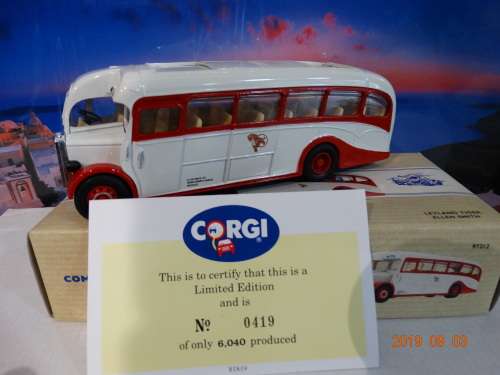 LEYLAND TIGER
ELLEN SMITH
97212
CORGI
This is to certify that this is a
Limited Edition
and is
No 0419
of only 6,040 produced
2019 08 03